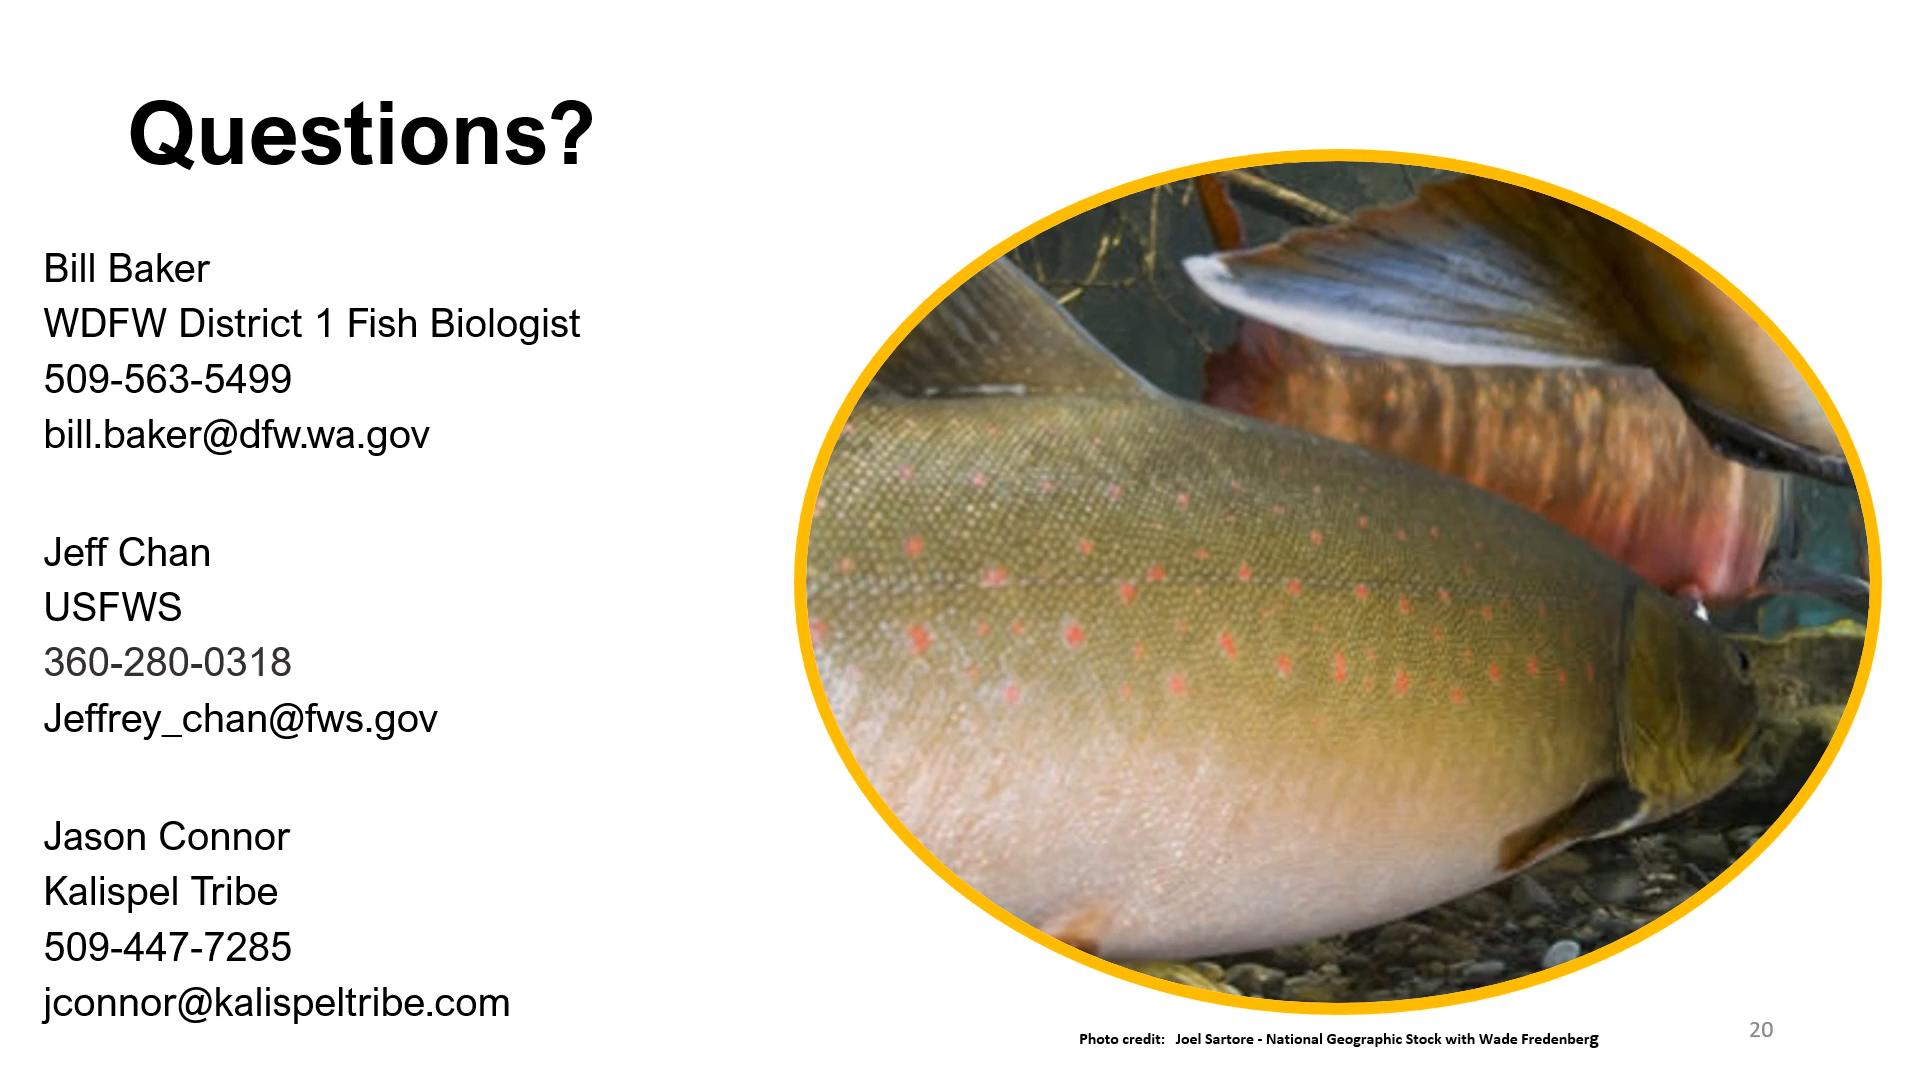 Questions?
Bill Baker
WDFW District 1 Fish Biologist
509-563-5499
bill.baker@dfw.wa.gov
Jeff Chan
USFWS
360-280-0318
Jeffrey_chan@fws.gov
Jason Connor
Kalispel Tribe
509-447-7285
jconnor@kalispeltribe.com
Photo credit: Joel Sartore - National Geographic Stock with Wade Fredenberg
20